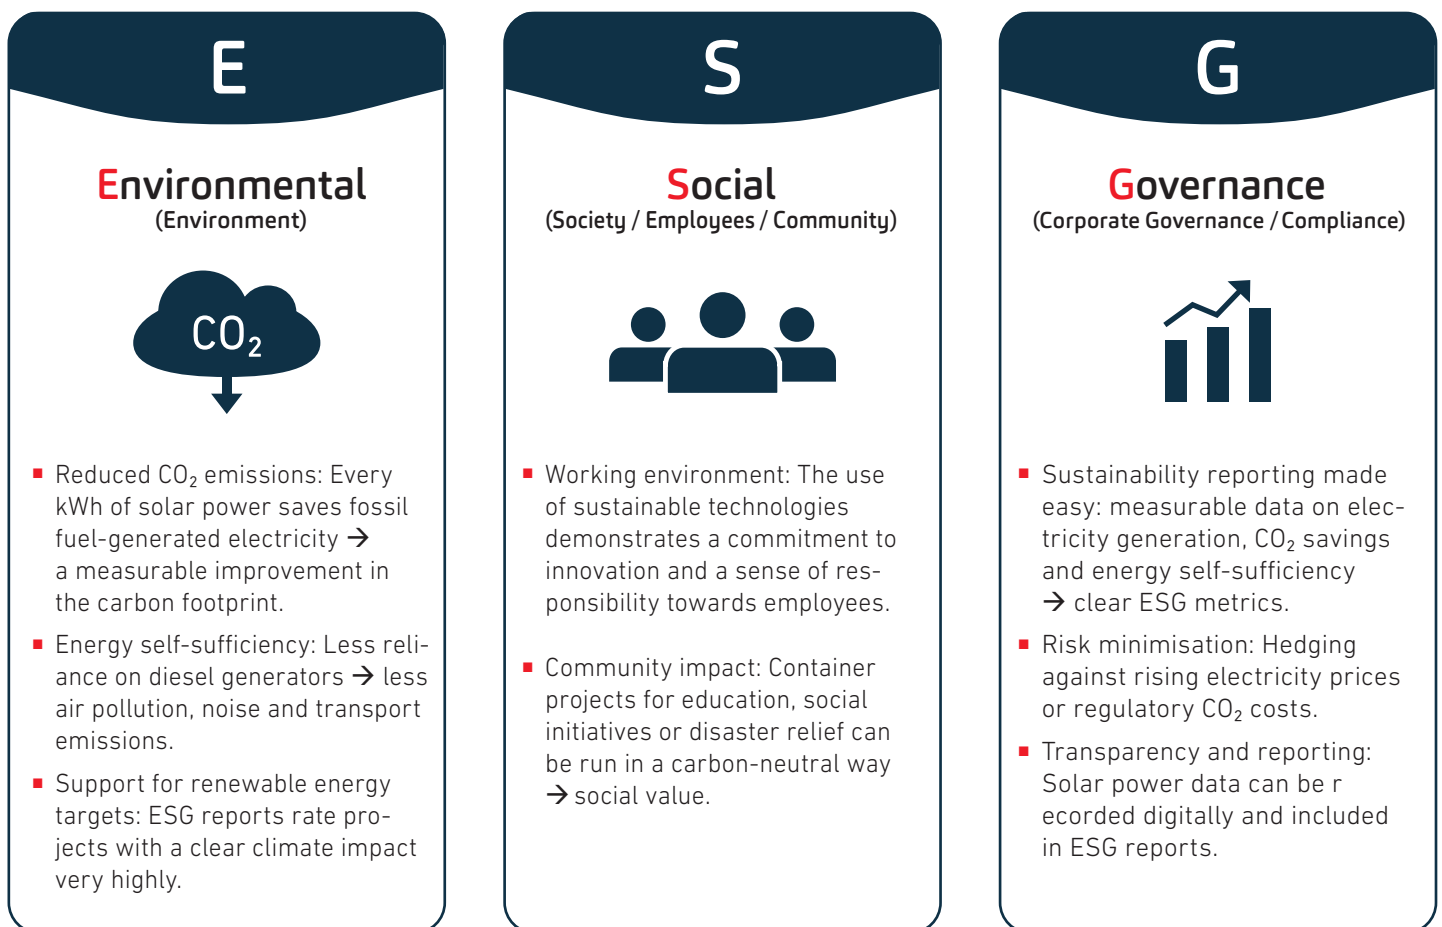 E
Environmental
(Environment)
CO₂
▪ Reduced CO₂ emissions: Every
kWh of solar power saves fossil
fuel-generated electricity →
a measurable improvement in
the carbon footprint.
▪ Energy self-sufficiency: Less reli-
ance on diesel generators → less
air pollution, noise and transport
emissions.
▪ Support for renewable energy
targets: ESG reports rate pro-
jects with a clear climate impact
very highly.
S
Social
(Society / Employees / Community)
▪ Working environment: The use
of sustainable technologies
demonstrates a commitment to
innovation and a sense of res-
ponsibility towards employees.
▪ Community impact: Container
projects for education, social
initiatives or disaster relief can
be run in a carbon-neutral way
→ social value.
G
Governance
(Corporate Governance / Compliance)
▪ Sustainability reporting made
easy: measurable data on elec-
tricity generation, CO₂ savings
and energy self-sufficiency
→ clear ESG metrics.
▪ Risk minimisation: Hedging
against rising electricity prices
or regulatory CO₂ costs.
▪ Transparency and reporting:
Solar power data can be r
ecorded digitally and included
in ESG reports.